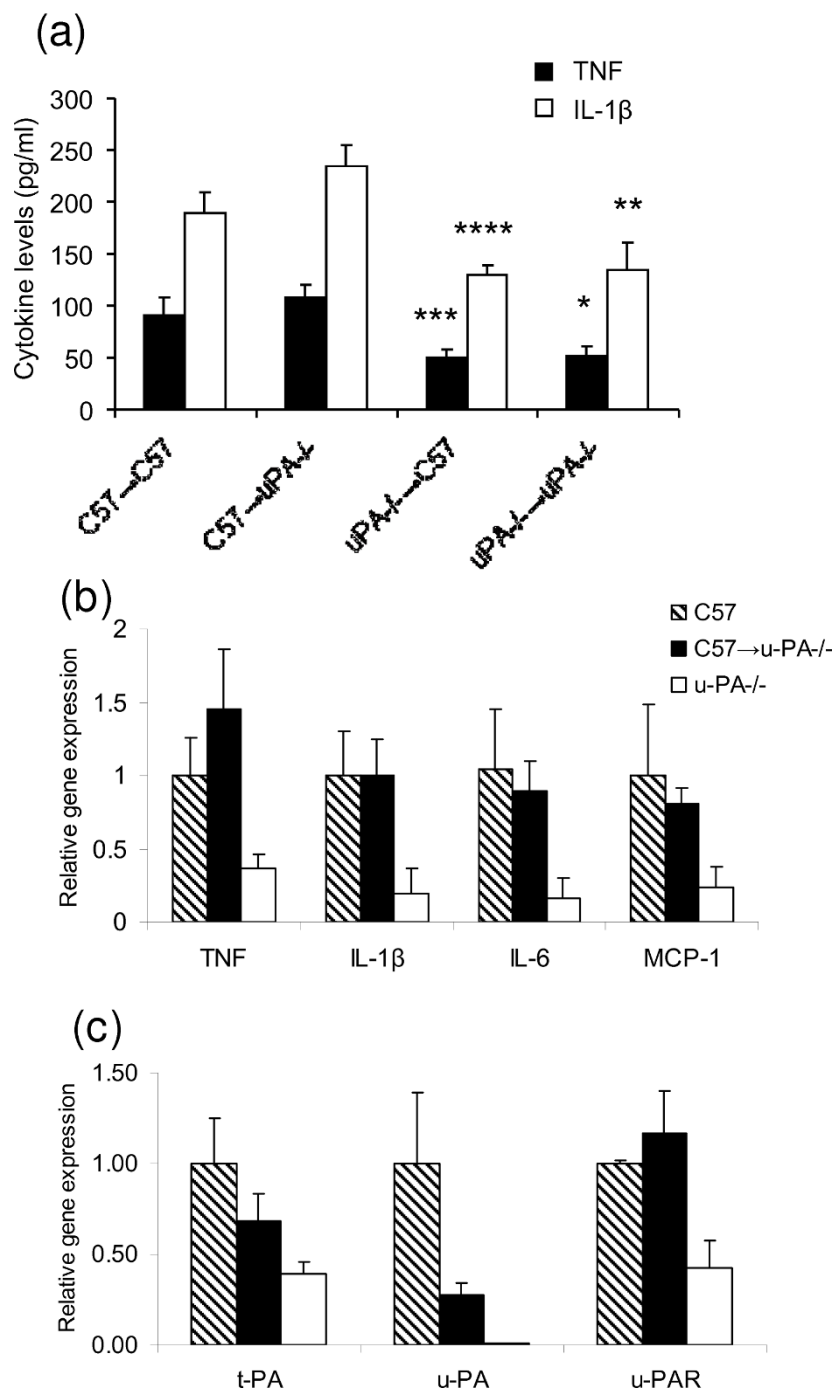 (a)
TNF
IL-1β
Cytokine levels (pg/ml)
300
250
200
150
100
50
0
****
**
***
*
C57→C57
C57→uPA-/-
uPA-/-→C57
uPA-/-→uPA-/-
(b)
C57
C57→u-PA-/-
u-PA-/-
Relative gene expression
2
1.5
1
0.5
0
TNF IL-1β IL-6 MCP-1
(c)
Relative gene expression
1.50
1.00
0.50
0.00
t-PA u-PA u-PAR